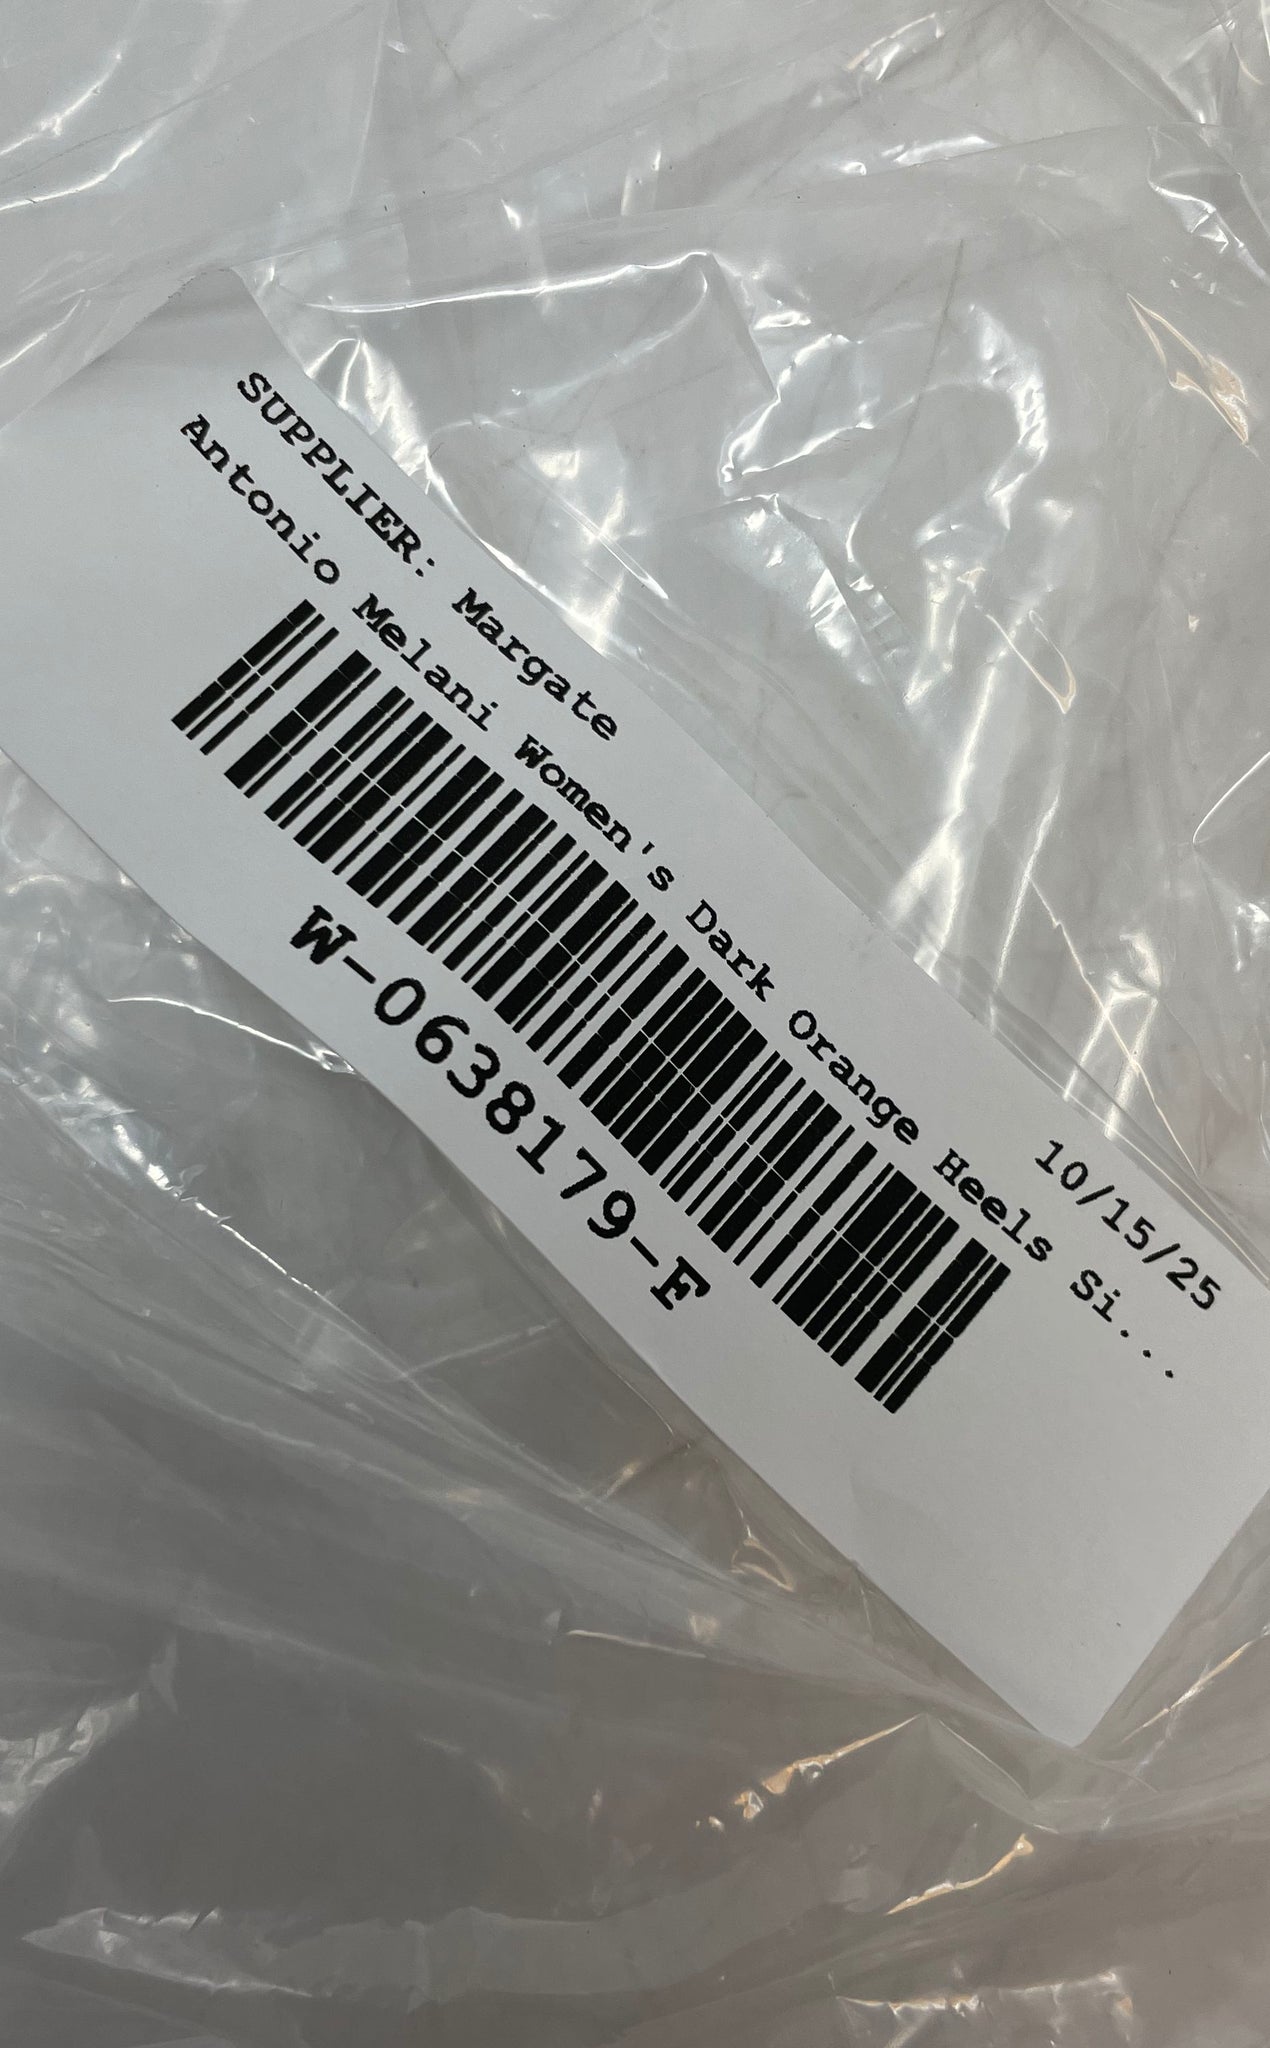 SUPPLIER: Margate 10/15/25
Antonio Melani Women's Dark Orange Heels Si...
W-0638179-F